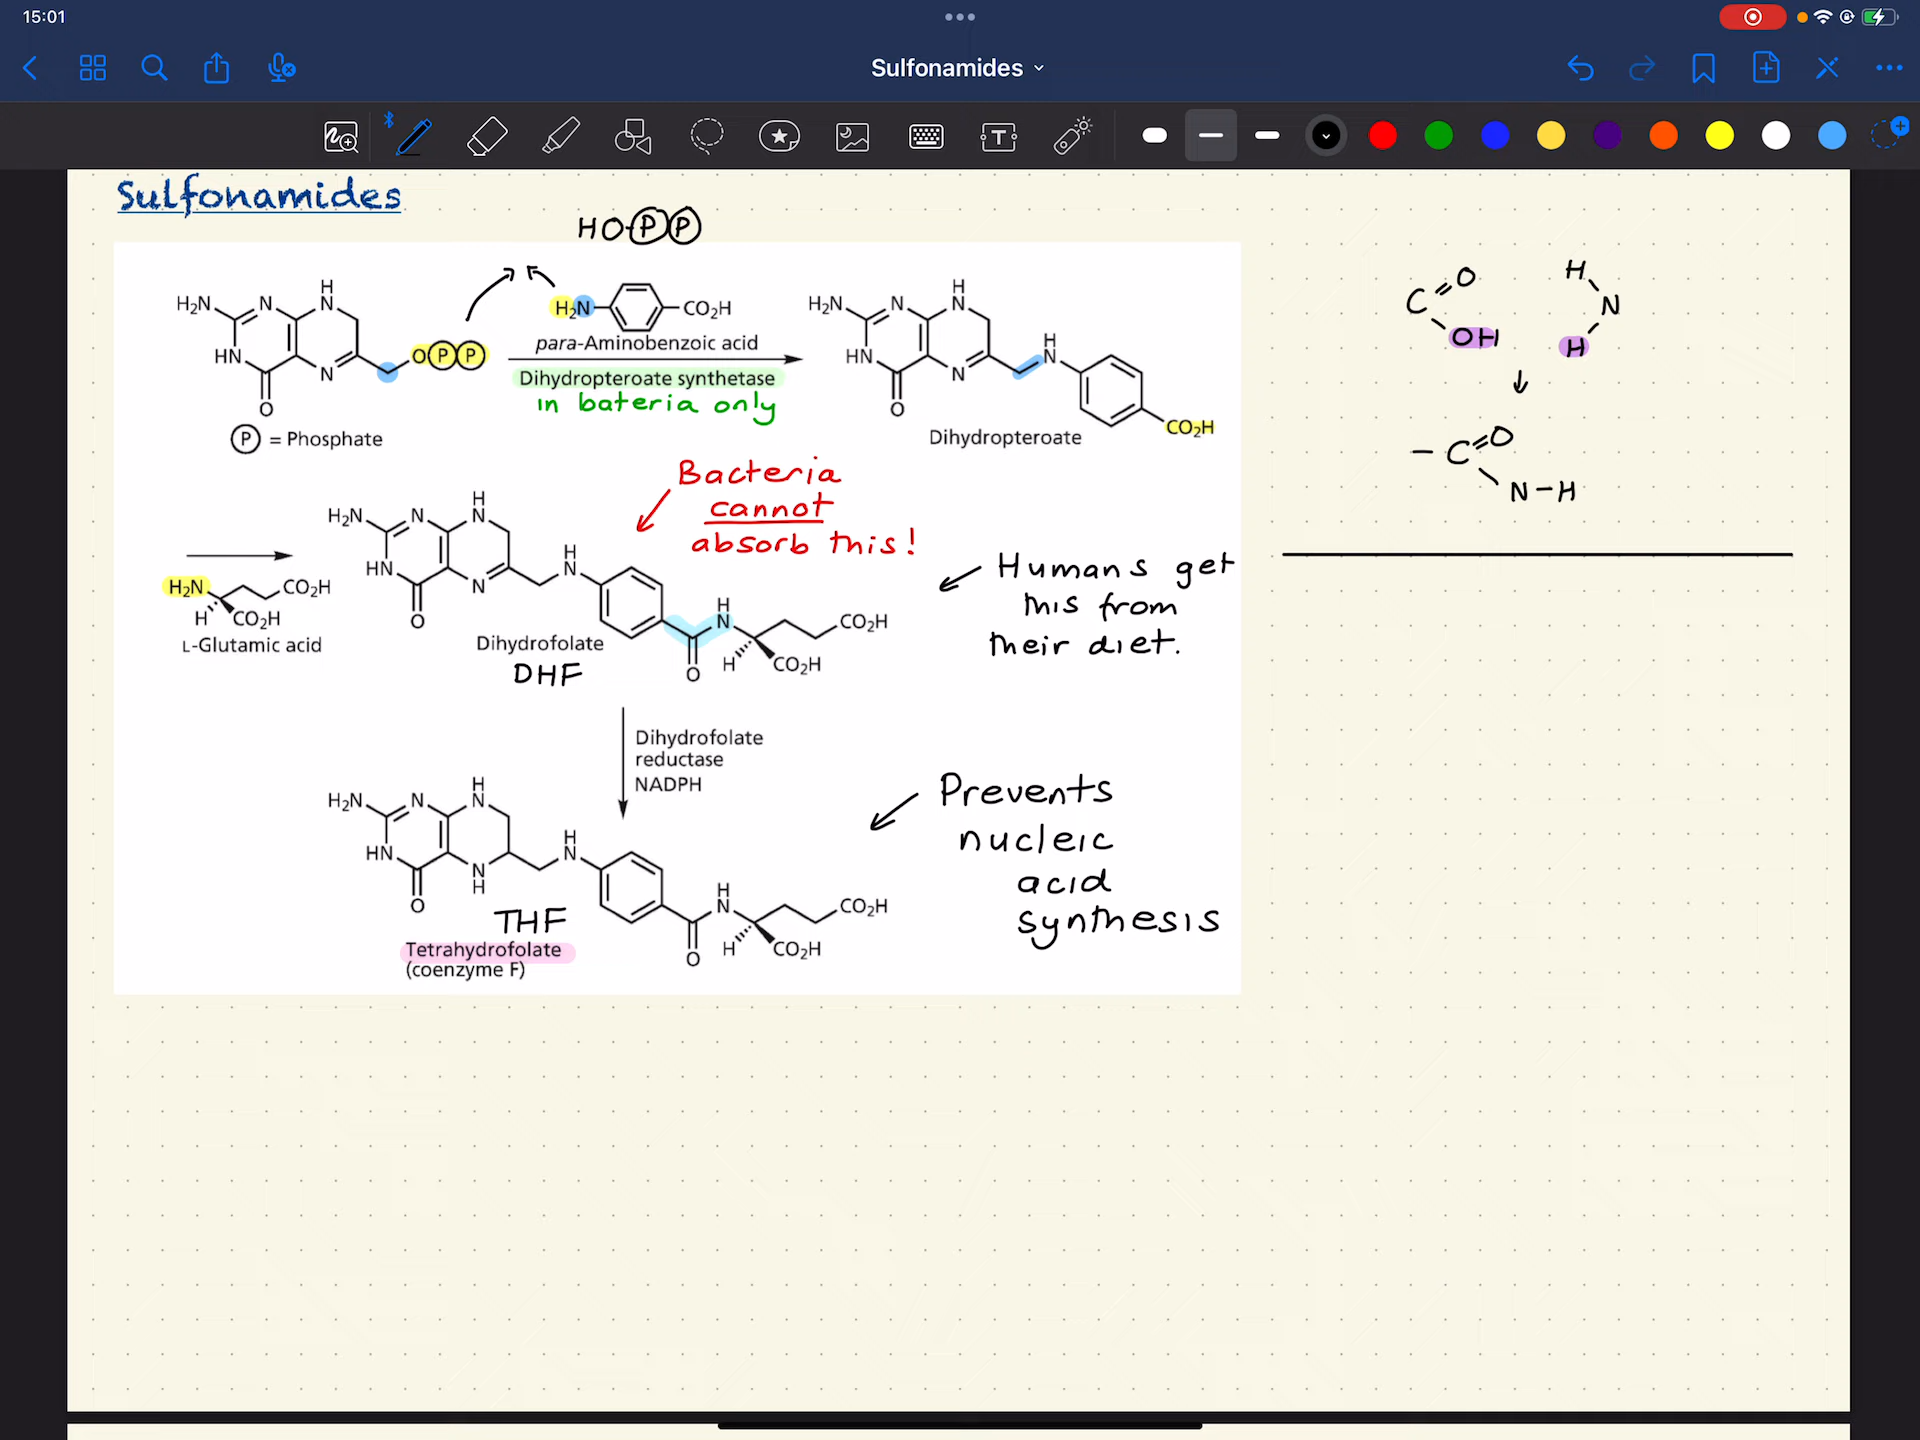 15:01
Sulfonamides
Sulfonamides
HO-PP
H₂N N H N HN N O OPP
H₂N CO₂H
para-Aminobenzoic acid
Dihydropteroate synthetase
in bateria only
P = Phosphate
H₂N N H N HN N O H N CO₂H
Dihydropteroate
C O OH H N H
- C O N-H
Bacteria
cannot
absorb this!
Humans get
this from
their diet.
H₂N CO₂H H CO₂H
L-Glutamic acid
H₂N N H N HN N O H N H N O H CO₂H CO₂H
Dihydrofolate
DHF
Dihydrofolate
reductase
NADPH
H₂N N H N HN N H O H N H N O H CO₂H CO₂H
THF
Tetrahydrofolate
(coenzyme F)
Prevents
nucleic
acid
synthesis